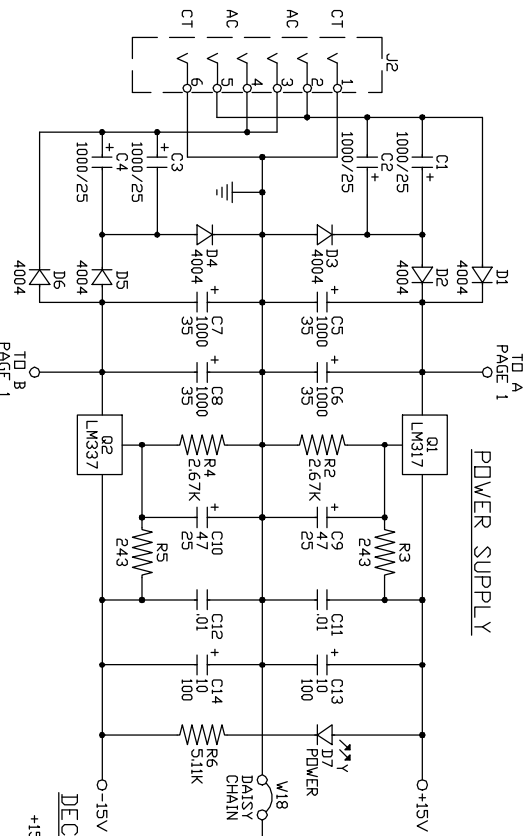 POWER SUPPLY
TO A
PAGE 1
D1
4004
D2
4004
Q1
LM317
+15V
J2
CT
AC
AC
CT
1
2
3
4
5
6
C1
1000/25
+
C2
1000/25
+
D3
4004
+
C5
1000
35
+
C6
1000
35
R2
2.67K
R3
243
+
C9
47
25
C11
.01
+
C13
10
100
Y
D7
POWER
W18
DAISY
CHAIN
+
C3
1000/25
+
C4
1000/25
D4
4004
+
C7
1000
35
+
C8
1000
35
R4
2.67K
+
C10
47
25
R5
243
C12
.01
+
C14
10
100
R6
5.11K
D5
4004
D6
4004
Q2
LM337
-15V
TO B
PAGE 1
DEC
+15